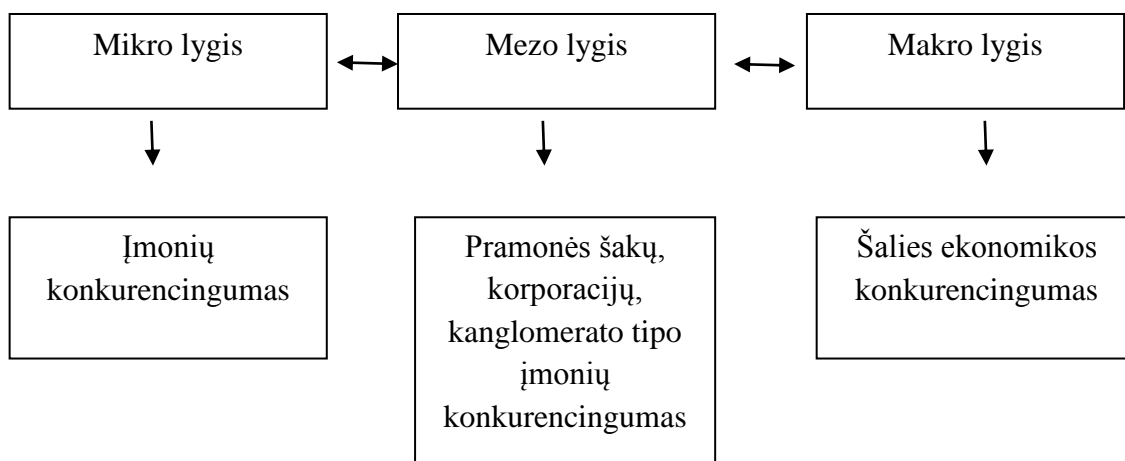 Mikro lygis
Mezo lygis
Makro lygis
Įmonių
konkurencingumas
Pramonės šakų,
korporacijų,
kanglomerato tipo
įmonių
konkurencingumas
Šalies ekonomikos
konkurencingumas